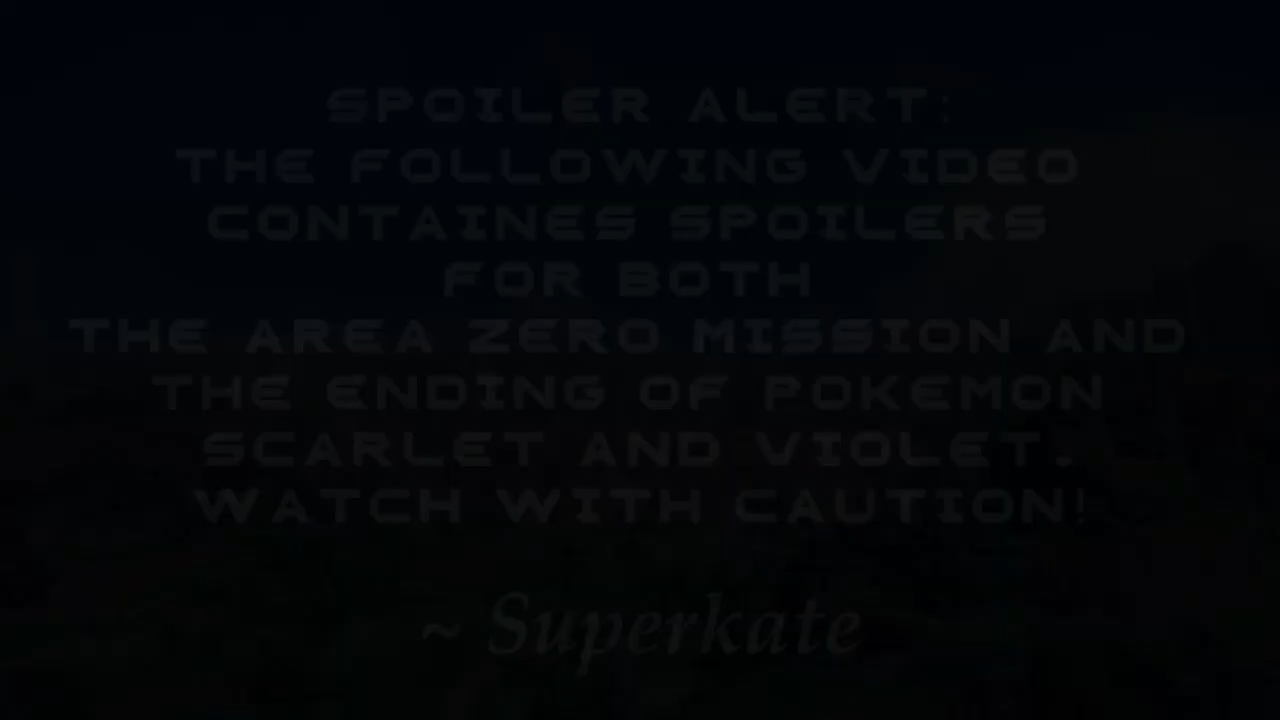 SPOILER ALERT:
THE FOLLOWING VIDEO
CONTAINES SPOILERS
FOR BOTH
THE AREA ZERO MISSION AND
THE ENDING OF POKEMON
SCARLET AND VIOLET.
WATCH WITH CAUTION!
~ Superkate